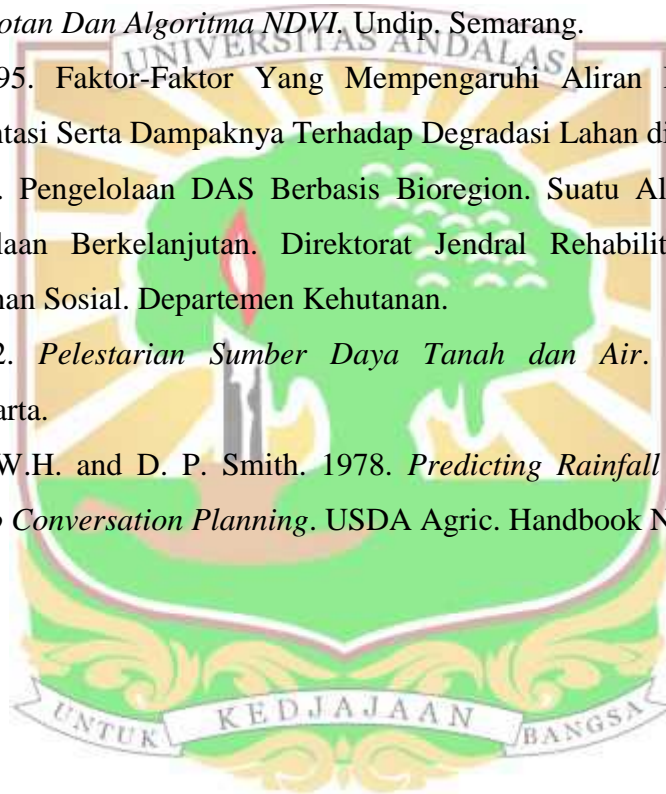 otan Dan Algoritma NDVI. Undip. Semarang.
UNIVERSITAS ANDALAS
95. Faktor-Faktor Yang Mempengaruhi Aliran
ntasi Serta Dampaknya Terhadap Degradasi Lahan di
. Pengelolaan DAS Berbasis Bioregion. Suatu Al
laan Berkelanjutan. Direktorat Jendral Rehabilit
nan Sosial. Departemen Kehutanan.
2. Pelestarian Sumber Daya Tanah dan Air.
arta.
W.H. and D. P. Smith. 1978. Predicting Rainfall
o Conversation Planning. USDA Agric. Handbook N
UNTUK KEDJAJAAN BANGSA